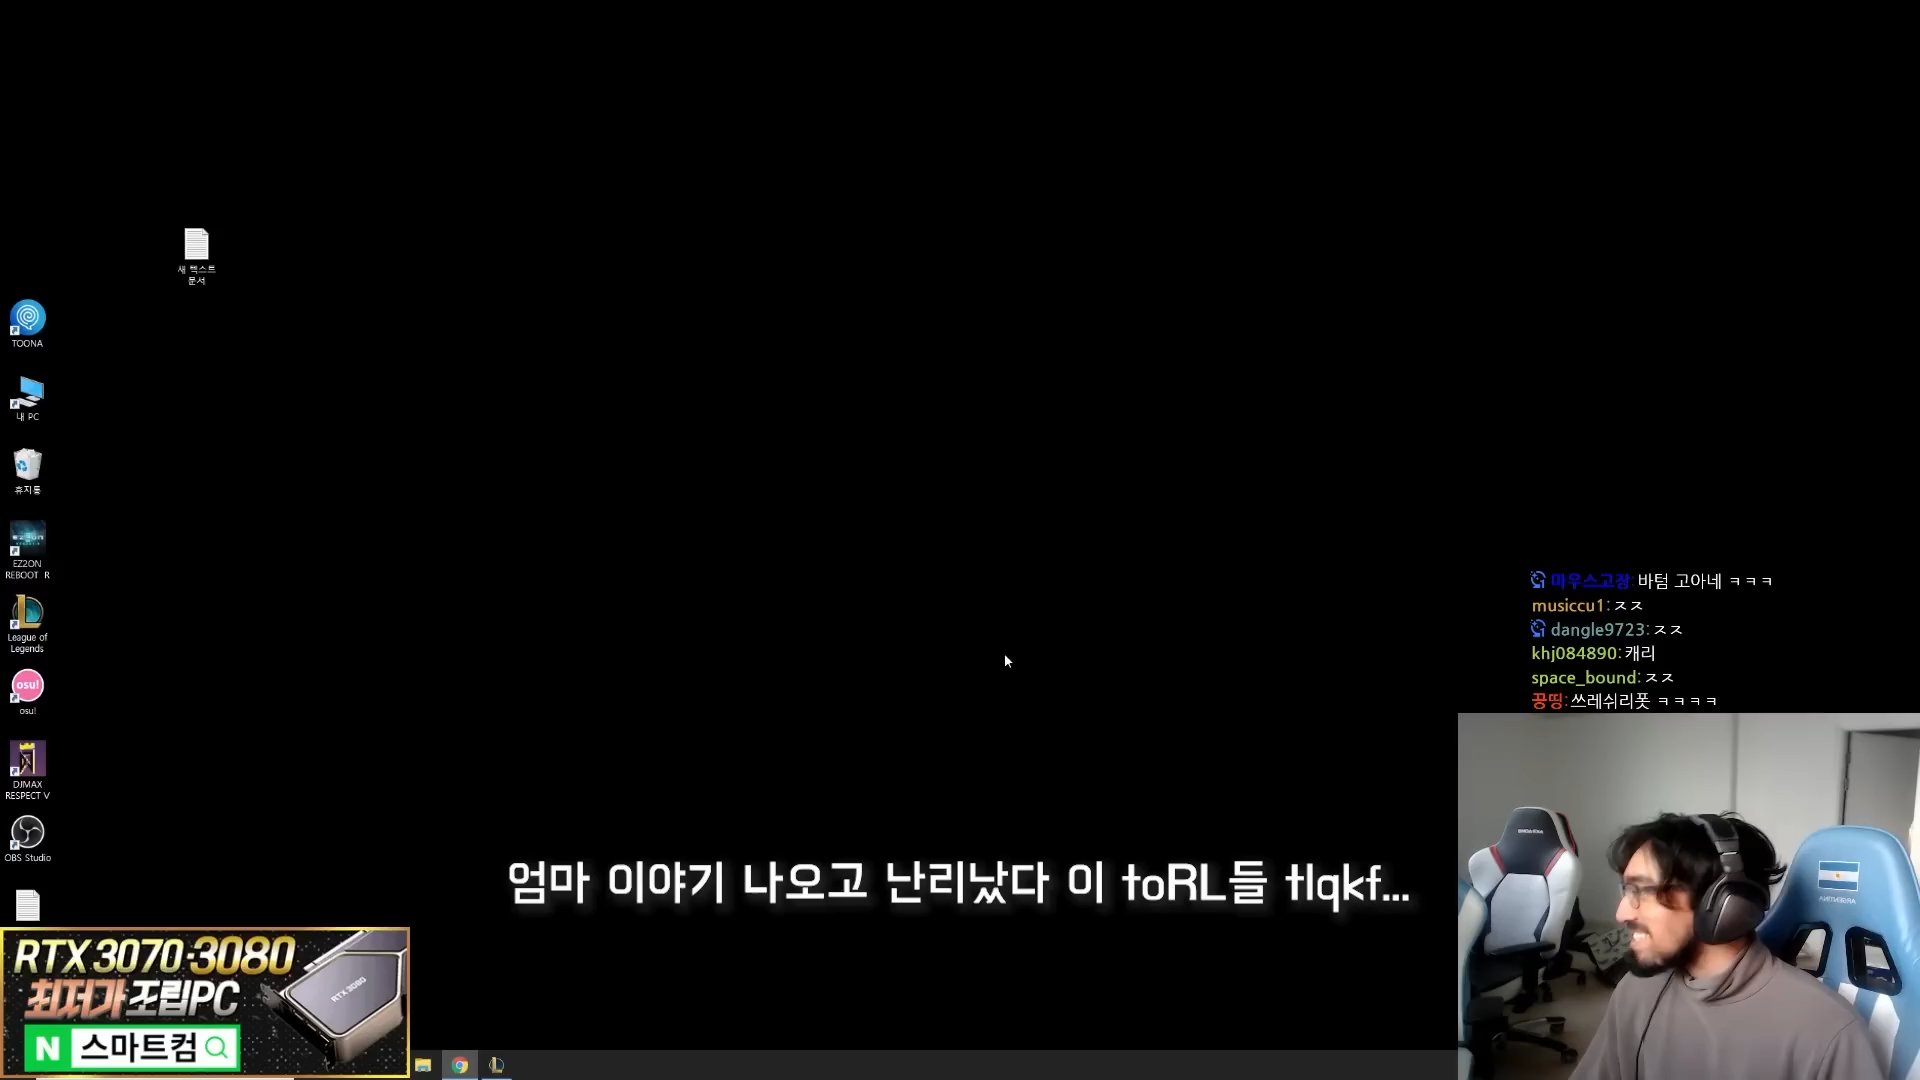 새 텍스트
문서
TOONA
내 PC
휴지통
EZ2ON
REBOOT R
League of
Legends
osu!
osu!
DJMAX
RESPECT V
OBS Studio
마우스고장: 바텀 고아네 ㅋㅋㅋ
musiccu1: ㅈㅈ
dangle9723: ㅈㅈ
khj084890: 캐리
space_bound: ㅈㅈ
끙띵: 쓰레쉬리폿 ㅋㅋㅋㅋ
엄마 이야기 나오고 난리났다 이 toRL들 tlqkf...
RTX 3070-3080
최저가 조립PC
N 스마트컴
RTX 3080